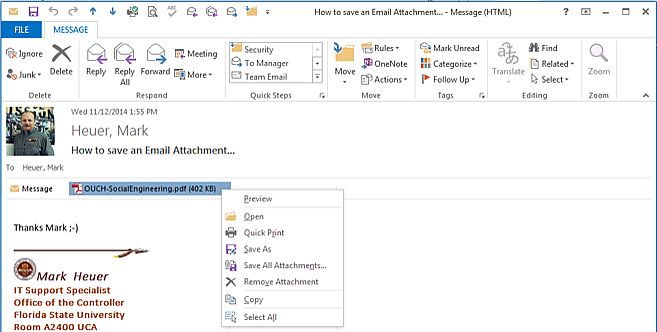 How to save an Email Attachment... - Message (HTML)
FILE MESSAGE
Ignore
Junk
Delete
Reply
Reply All
Forward
Meeting
More
Security
To Manager
Team Email
Move
Rules
OneNote
Actions
Mark Unread
Categorize
Follow Up
Translate
Find
Related
Select
Zoom
Delete Respond Quick Steps Move Tags Editing Zoom
Wed 11/12/2014 1:55 PM
Heuer, Mark
How to save an Email Attachment...
To Heuer, Mark
Message OUCH-SocialEngineering.pdf (402 KB)
Preview
Open
Quick Print
Save As
Save All Attachments...
Remove Attachment
Copy
Select All
Thanks Mark ;-)
Mark Heuer
IT Support Specialist
Office of the Controller
Florida State University
Room A2400 UCA